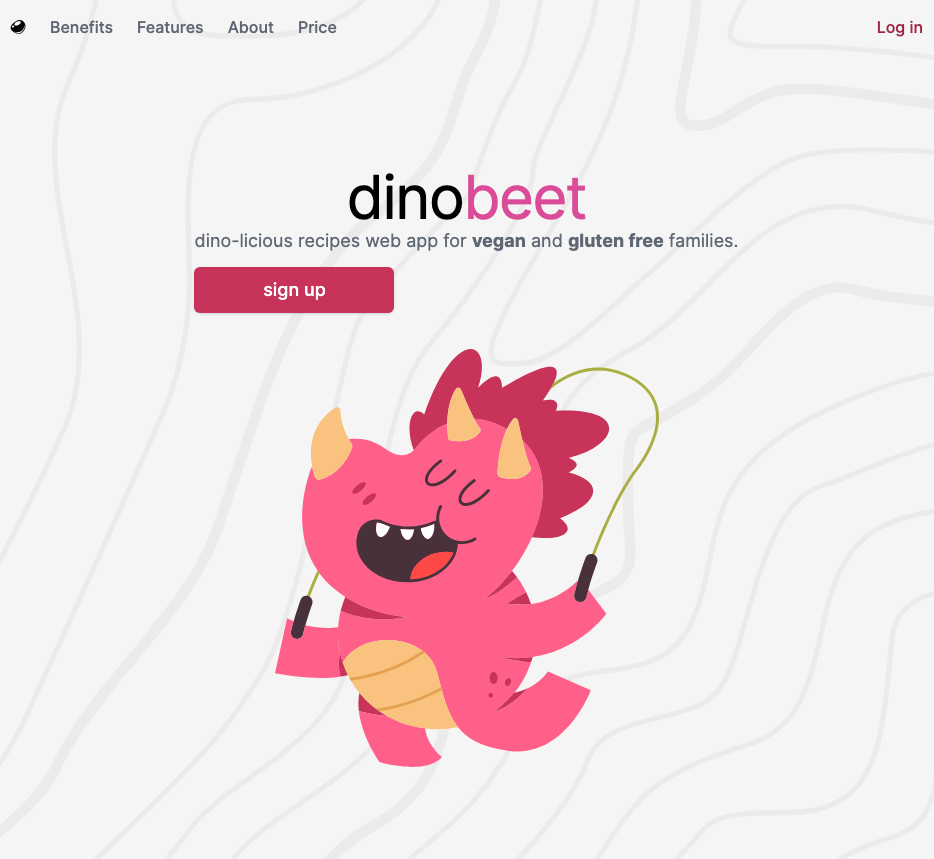 Benefits Features About Price Log in
dinobeet
dino-licious recipes web app for vegan and gluten free families.
sign up